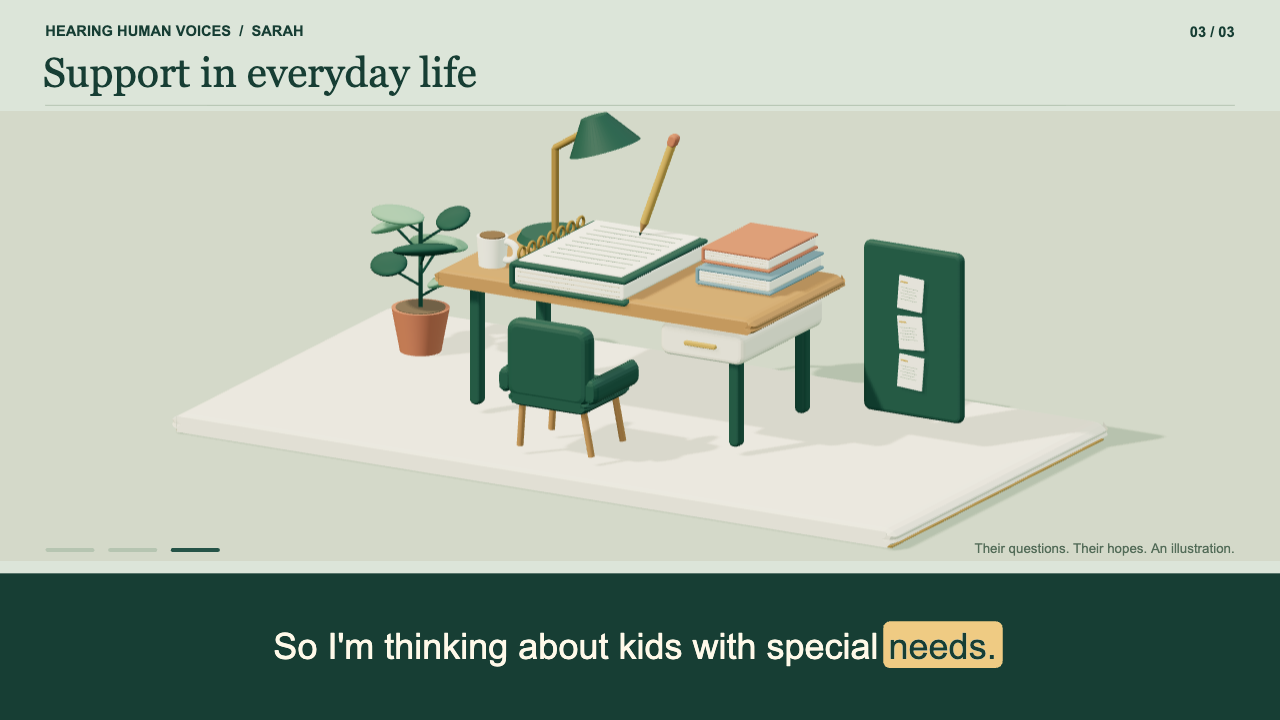 HEARING HUMAN VOICES / SARAH
03 / 03
Support in everyday life
Their questions. Their hopes. An illustration.
So I'm thinking about kids with special needs.